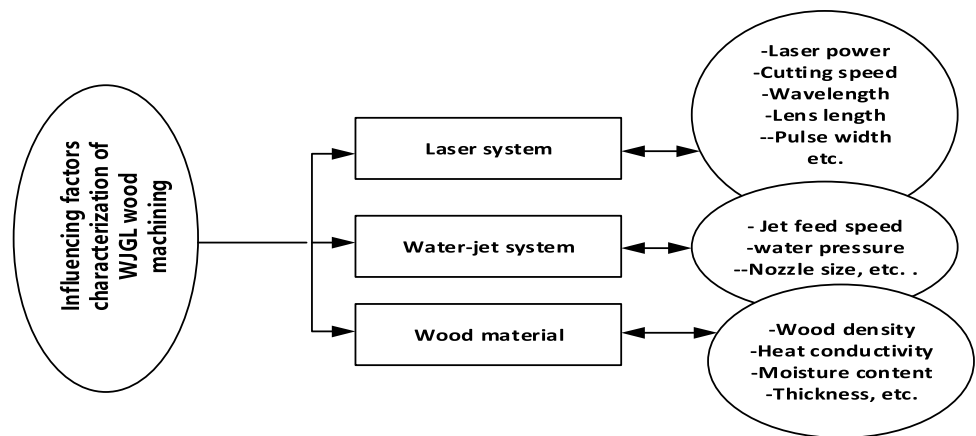 Influencing factors
characterization of
WJGL wood
machining
Laser system
-Laser power
-Cutting speed
-Wavelength
-Lens length
--Pulse width
etc.
Water-jet system
- Jet feed speed
-water pressure
--Nozzle size, etc. .
Wood material
-Wood density
-Heat conductivity
-Moisture content
-Thickness, etc.